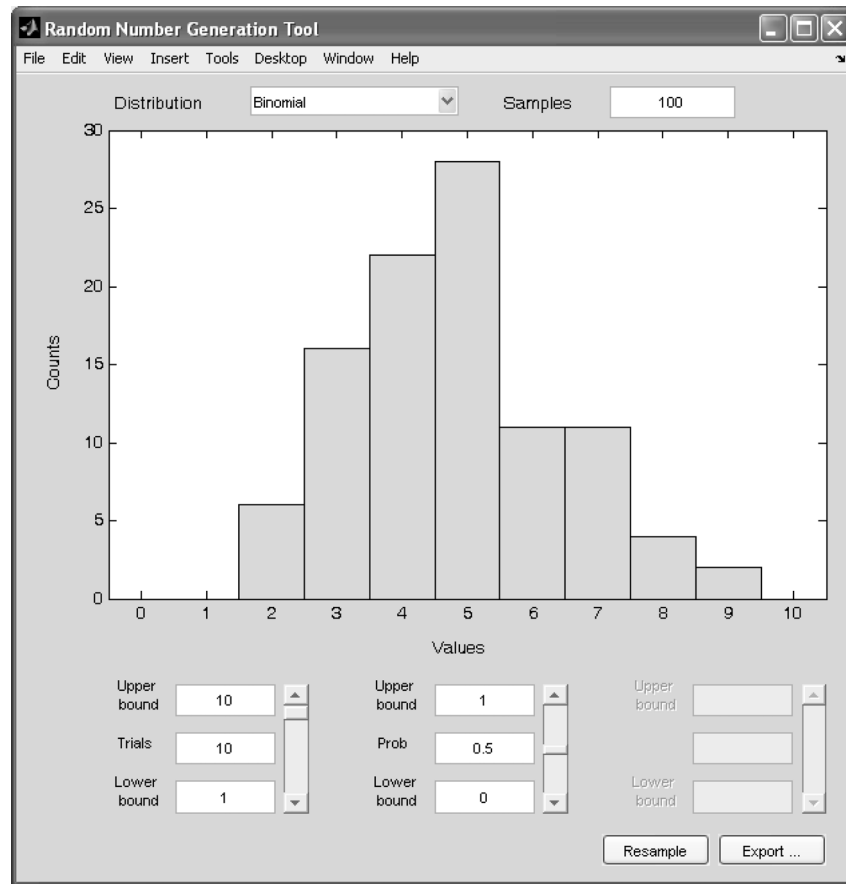 Random Number Generation Tool
File Edit View Insert Tools Desktop Window Help
Distribution Binomial Samples 100
30
25
20
15
10
5
0
Counts
0 1 2 3 4 5 6 7 8 9 10
Values
Upper bound 10
Trials 10
Lower bound 1
Upper bound 1
Prob 0.5
Lower bound 0
Upper bound
Lower bound
Resample Export ...